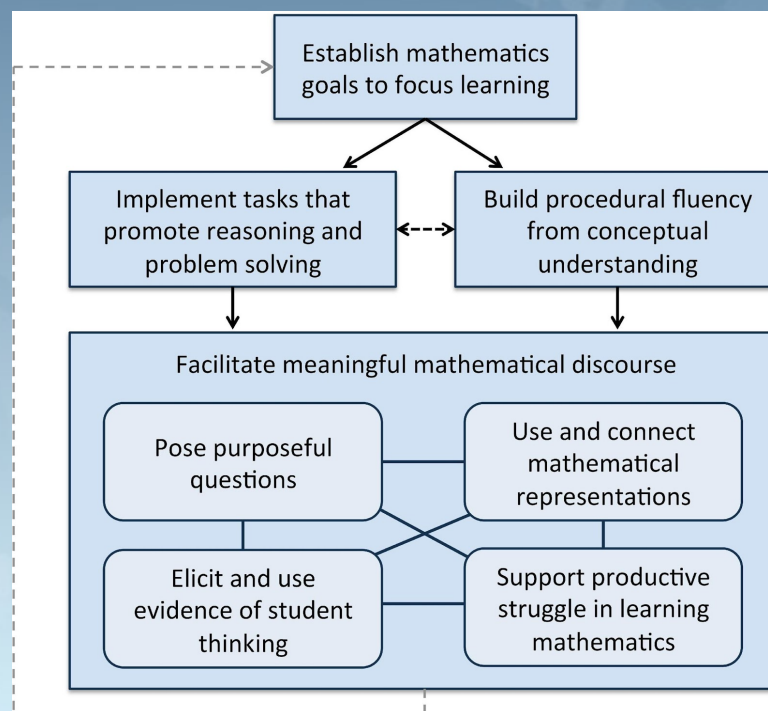 Establish mathematics
goals to focus learning
Implement tasks that
promote reasoning and
problem solving
Build procedural fluency
from conceptual
understanding
Facilitate meaningful mathematical discourse
Pose purposeful
questions
Use and connect
mathematical
representations
Elicit and use
evidence of student
thinking
Support productive
struggle in learning
mathematics